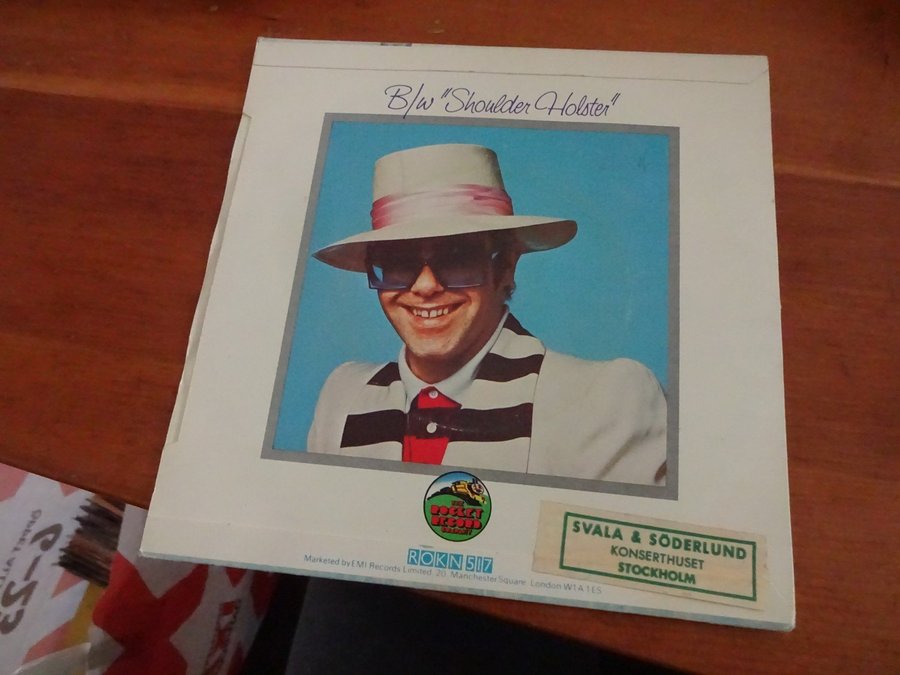 B/w "Shoulder Holster"
THE
ROCKET
RECORD
COMPANY
ROKN 517
Marketed by EMI Records Limited. 20, Manchester Square, London W1A 1ES
SVALA & SÖDERLUND
KONSERTHUSET
STOCKHOLM